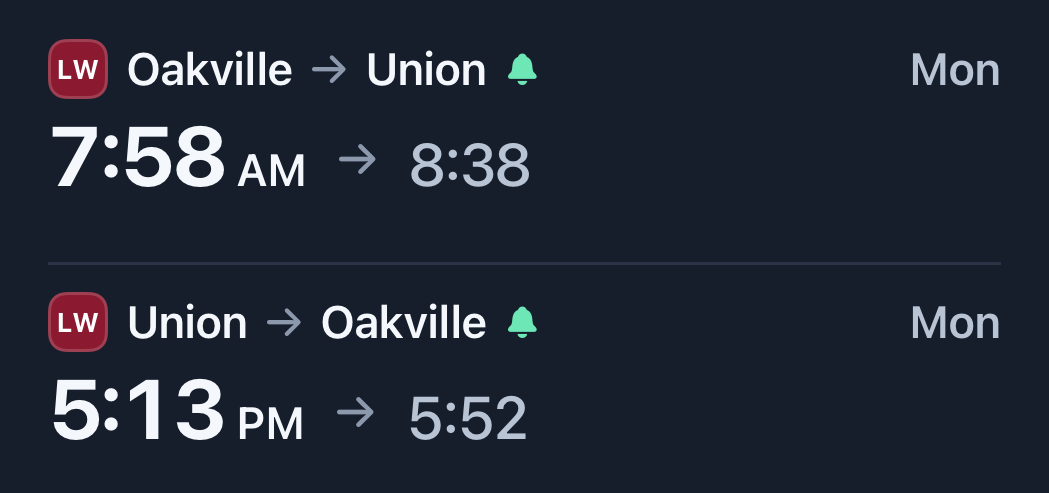 LW Oakville → Union Mon
7:58 AM → 8:38
LW Union → Oakville Mon
5:13 PM → 5:52